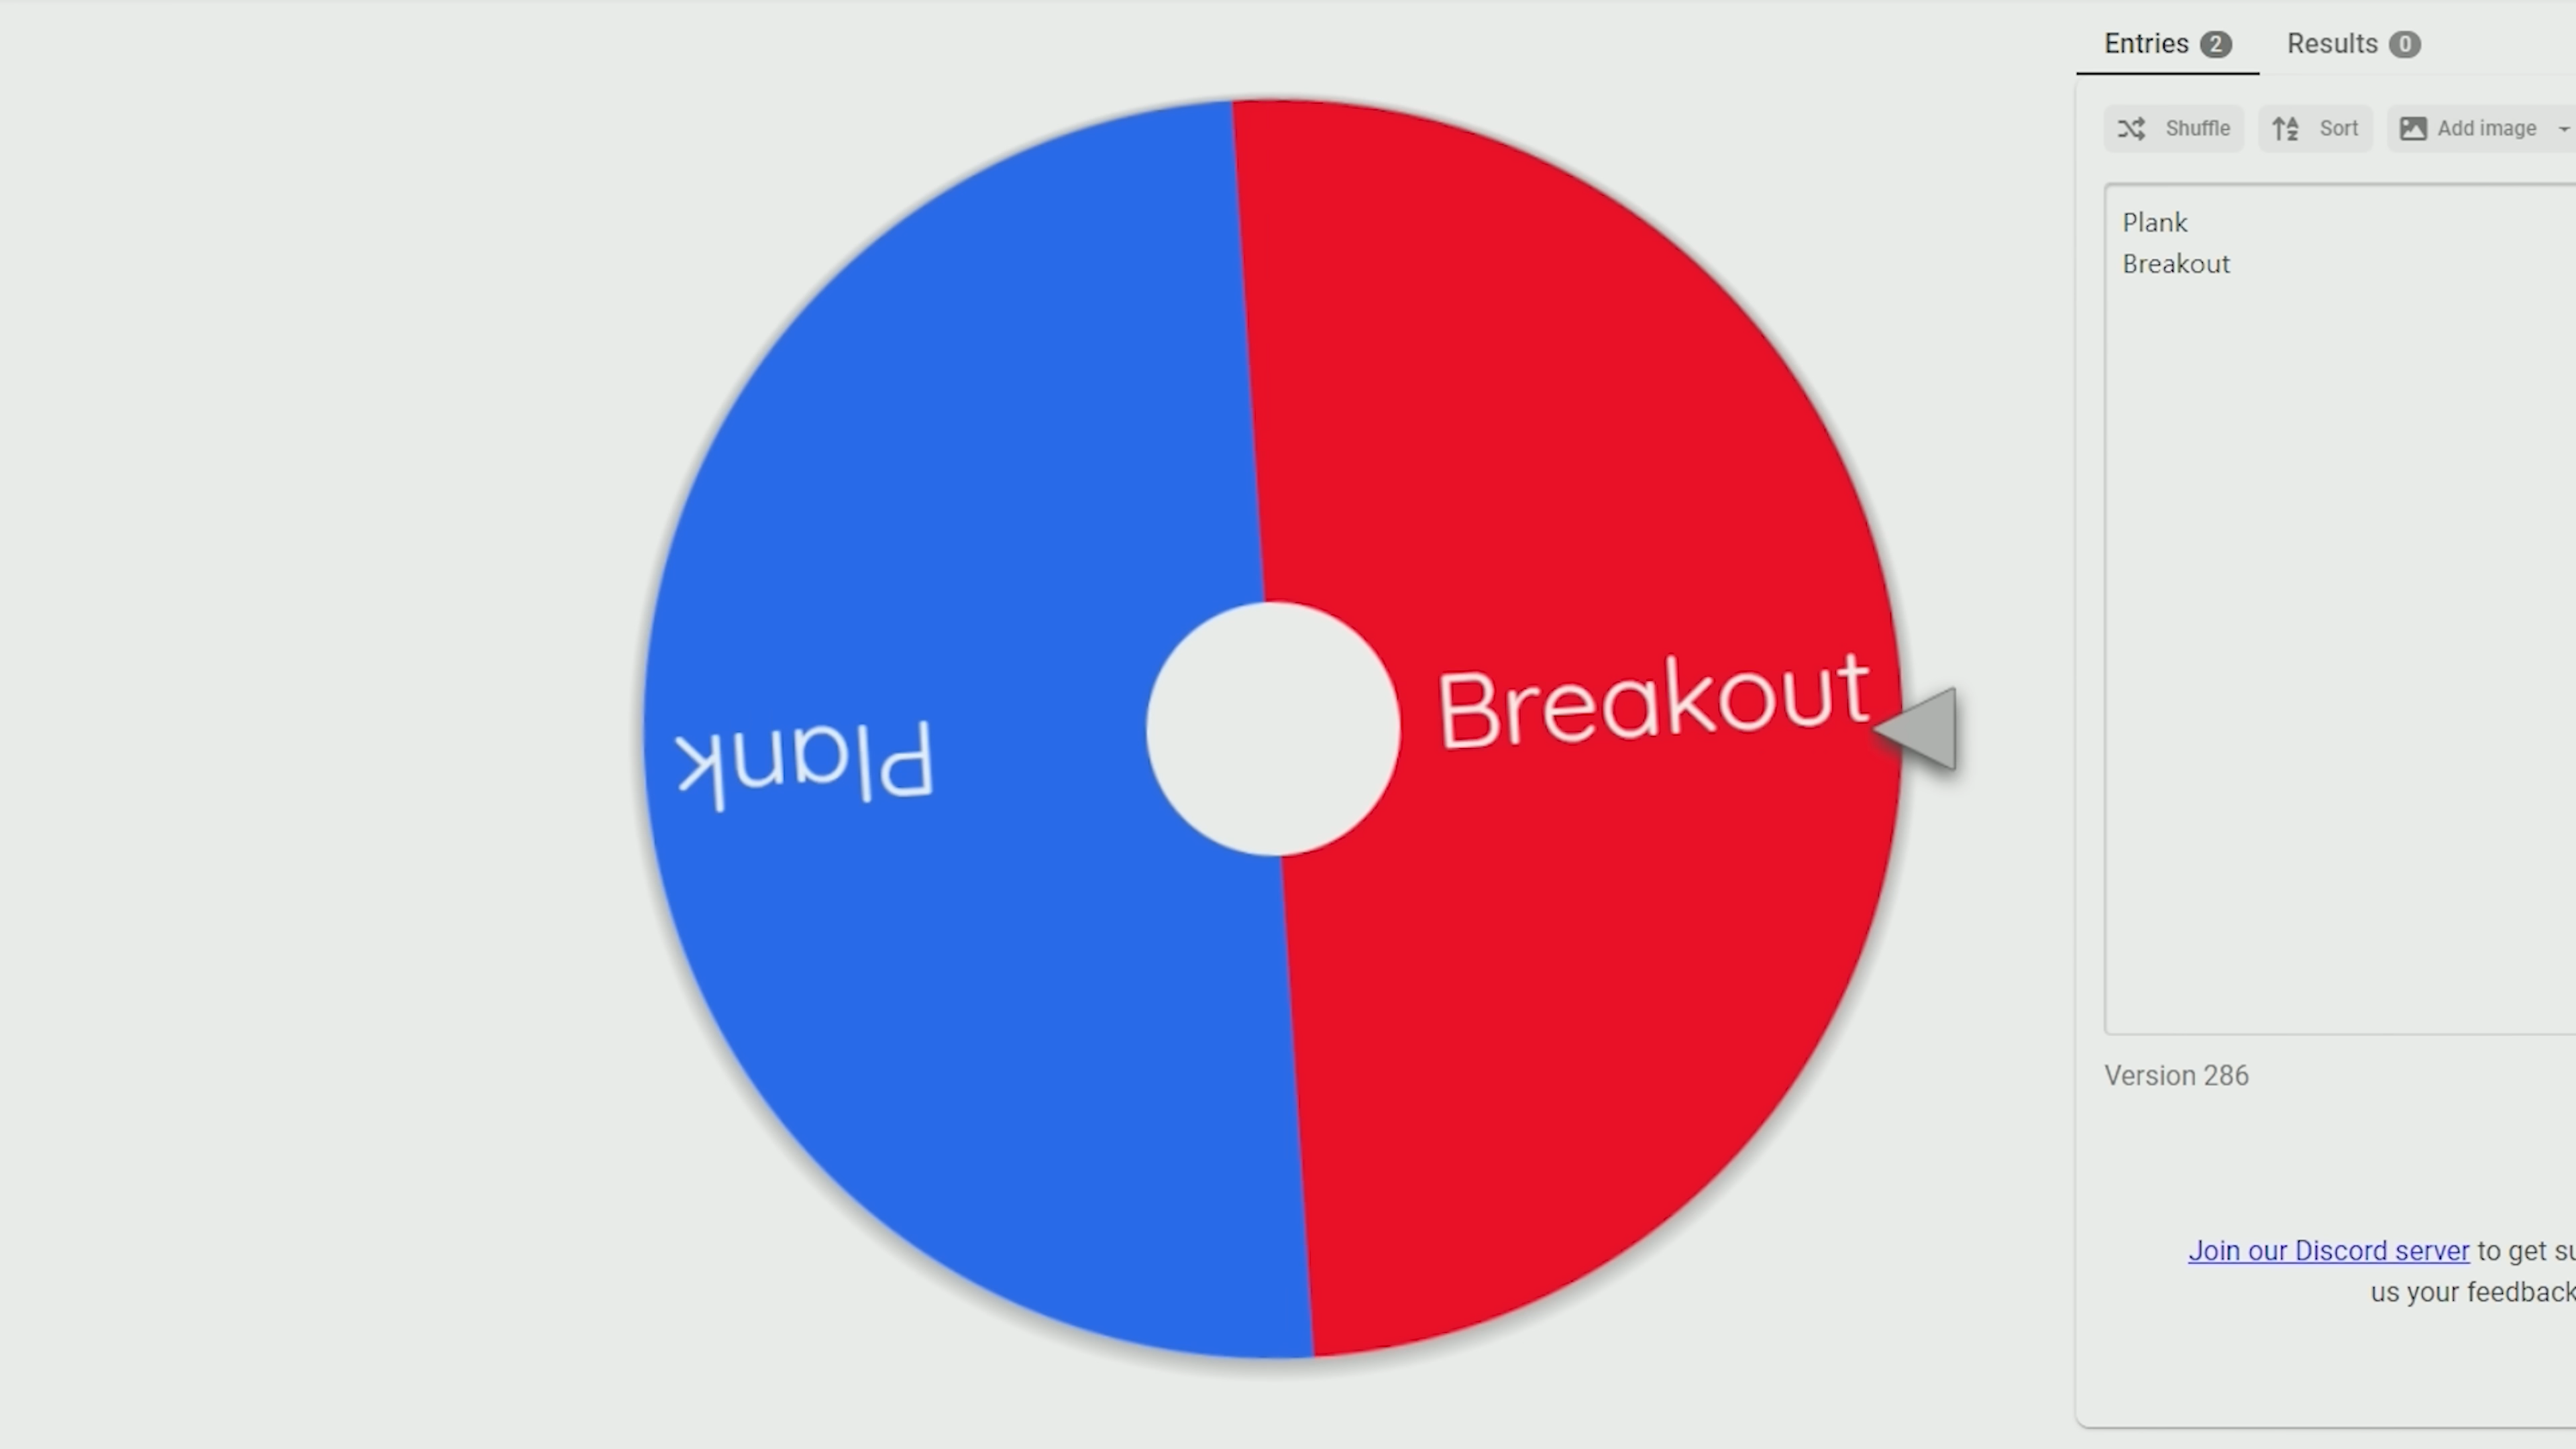 Entries 2 Results 0
Shuffle Sort Add image
Plank
Breakout
Plank
Breakout
Version 286
Join our Discord server to get
us your feedback